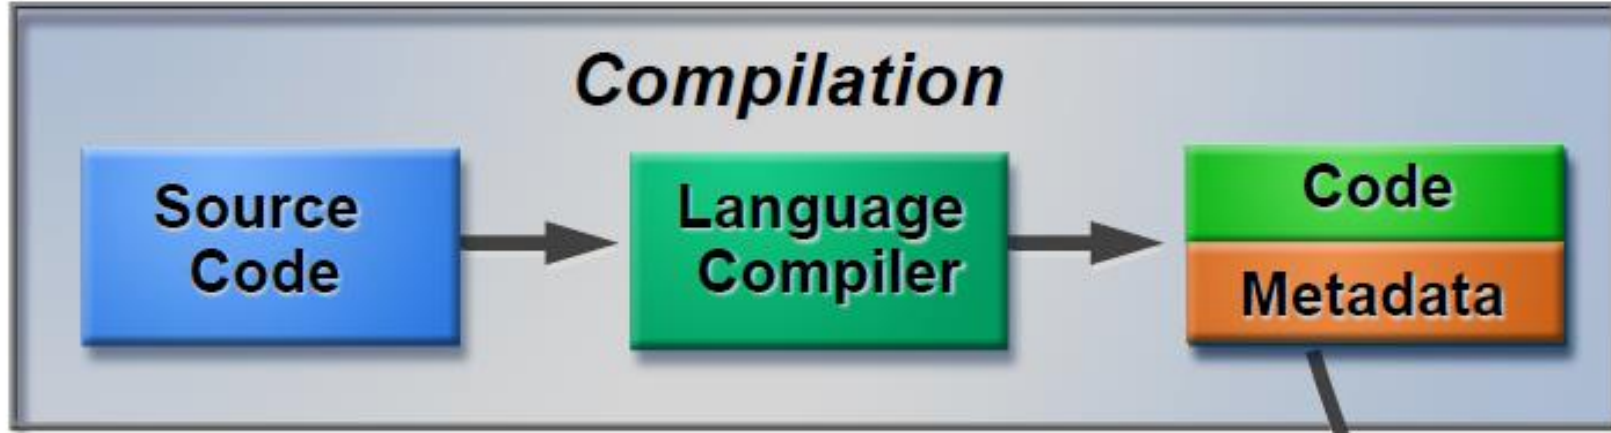 Compilation
Source
Code
Language
Compiler
Code
Metadata